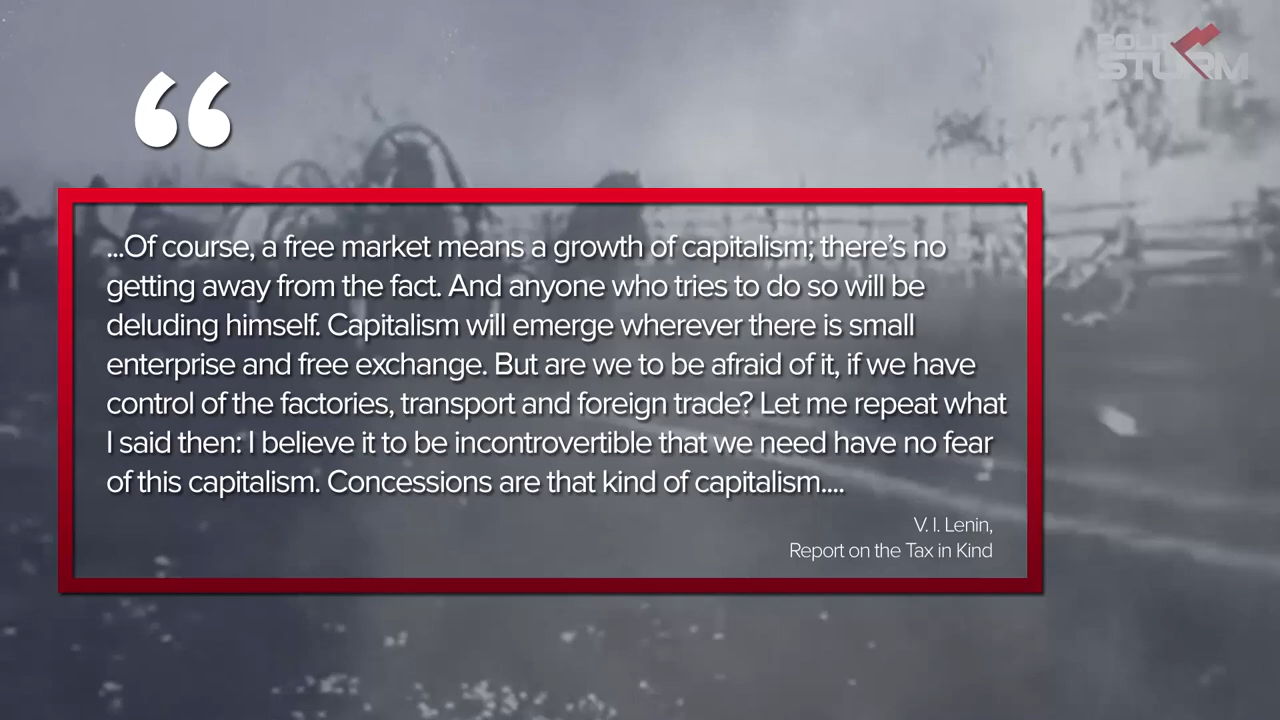 POLIT
STURM
“
...Of course, a free market means a growth of capitalism; there’s no
getting away from the fact. And anyone who tries to do so will be
deluding himself. Capitalism will emerge wherever there is small
enterprise and free exchange. But are we to be afraid of it, if we have
control of the factories, transport and foreign trade? Let me repeat what
I said then: I believe it to be incontrovertible that we need have no fear
of this capitalism. Concessions are that kind of capitalism....
V. I. Lenin,
Report on the Tax in Kind